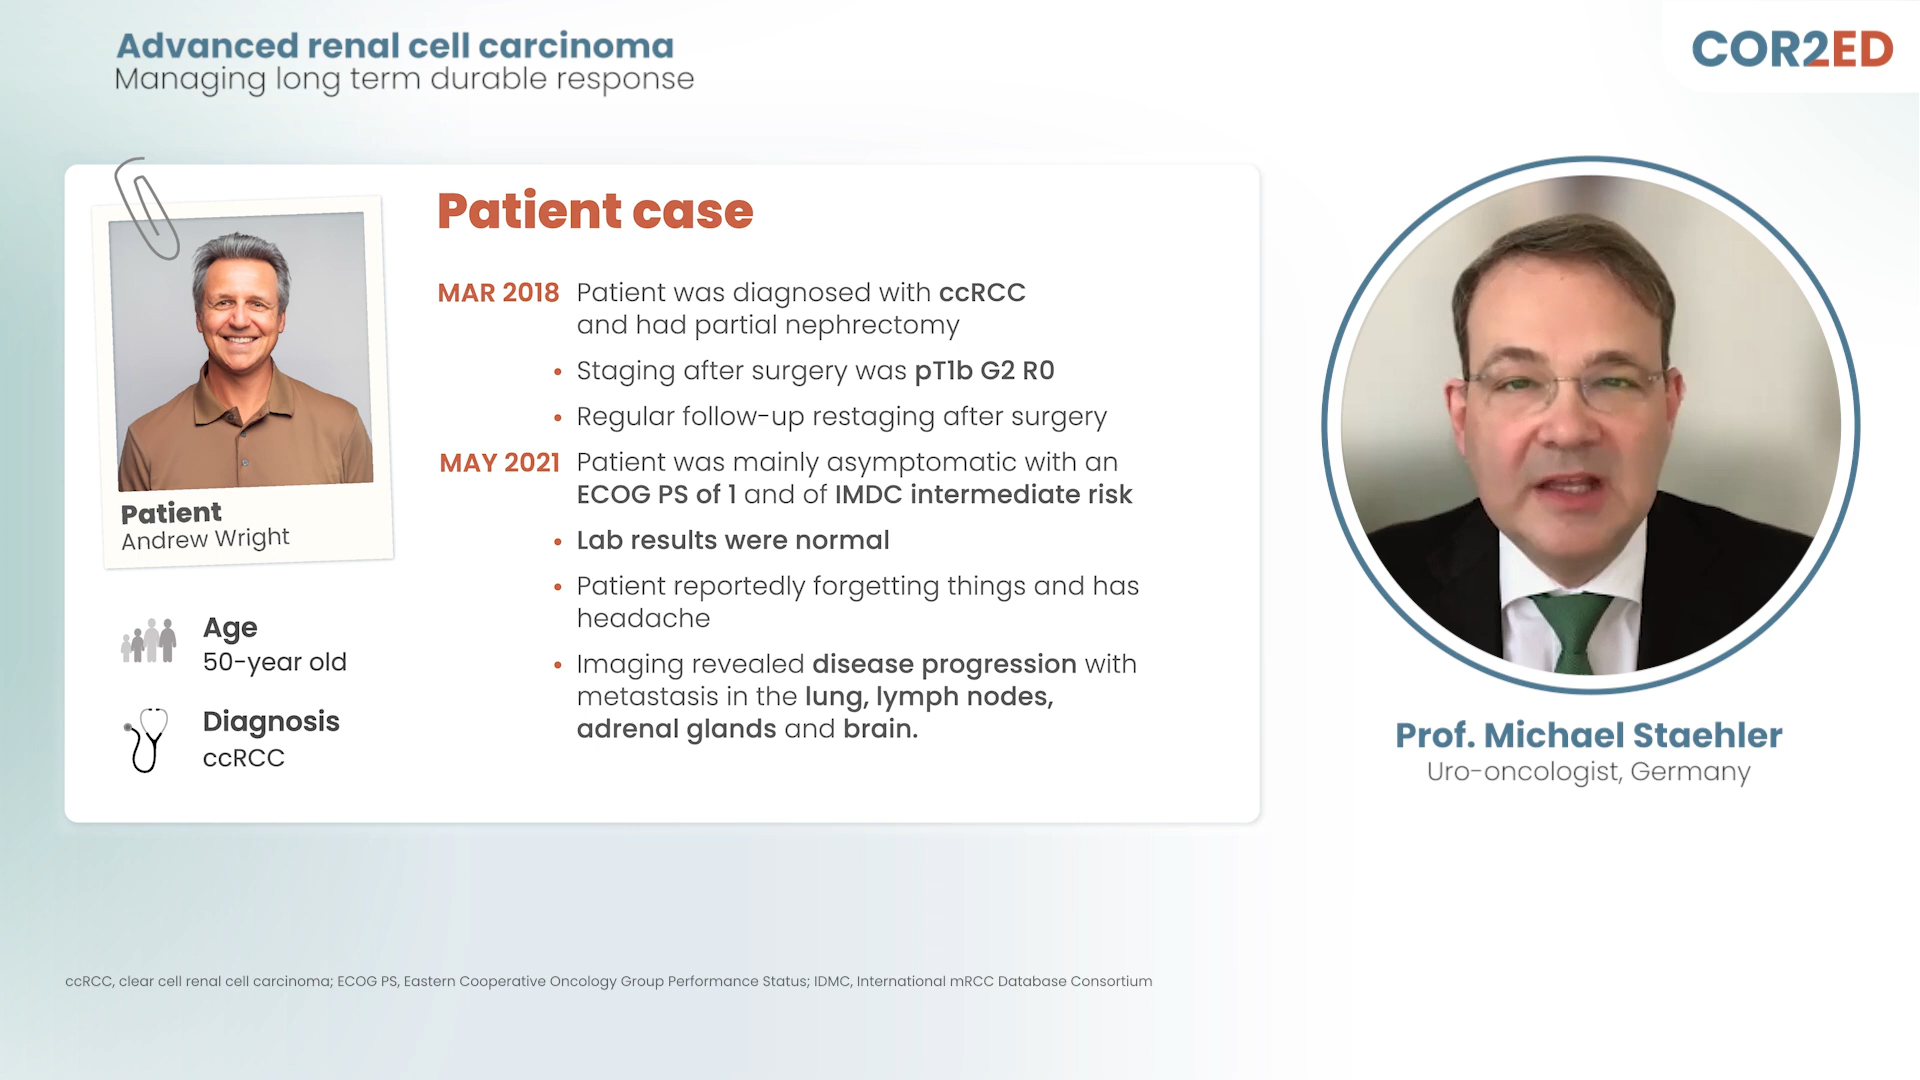 Advanced renal cell carcinoma
Managing long term durable response
COR2ED
Patient case
MAR 2018 Patient was diagnosed with ccRCC
and had partial nephrectomy
• Staging after surgery was pT1b G2 R0
• Regular follow-up restaging after surgery
MAY 2021 Patient was mainly asymptomatic with an
ECOG PS of 1 and of IMDC intermediate risk
• Lab results were normal
• Patient reportedly forgetting things and has
headache
• Imaging revealed disease progression with
metastasis in the lung, lymph nodes,
adrenal glands and brain.
Patient
Andrew Wright
Age
50-year old
Diagnosis
ccRCC
Prof. Michael Staehler
Uro-oncologist, Germany
ccRCC, clear cell renal cell carcinoma; ECOG PS, Eastern Cooperative Oncology Group Performance Status; IDMC, International mRCC Database Consortium